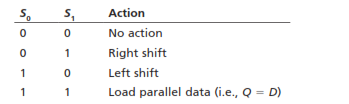 S₀ S₁ Action
0 0 No action
0 1 Right shift
1 0 Left shift
1 1 Load parallel data (i.e., Q = D)